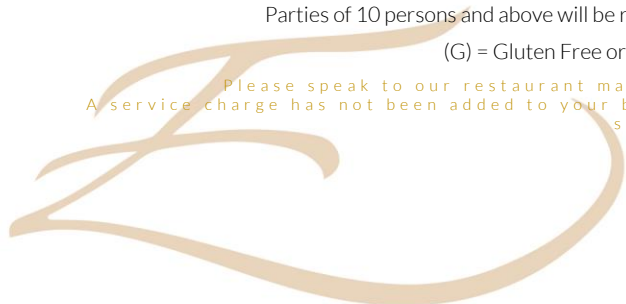 Parties of 10 persons and above will be
(G) = Gluten Free or
Please speak to our restaurant
A service charge has not been added to your